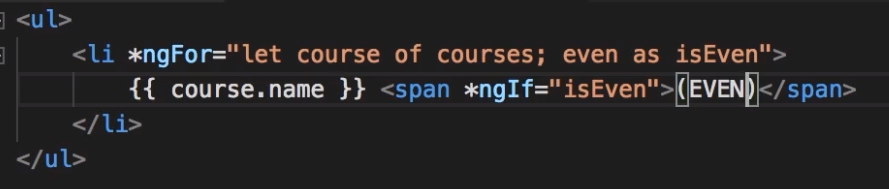 <ul>
<li *ngFor="let course of courses; even as isEven">
{{ course.name }} <span *ngIf="isEven">(EVEN)</span>
</li>
</ul>